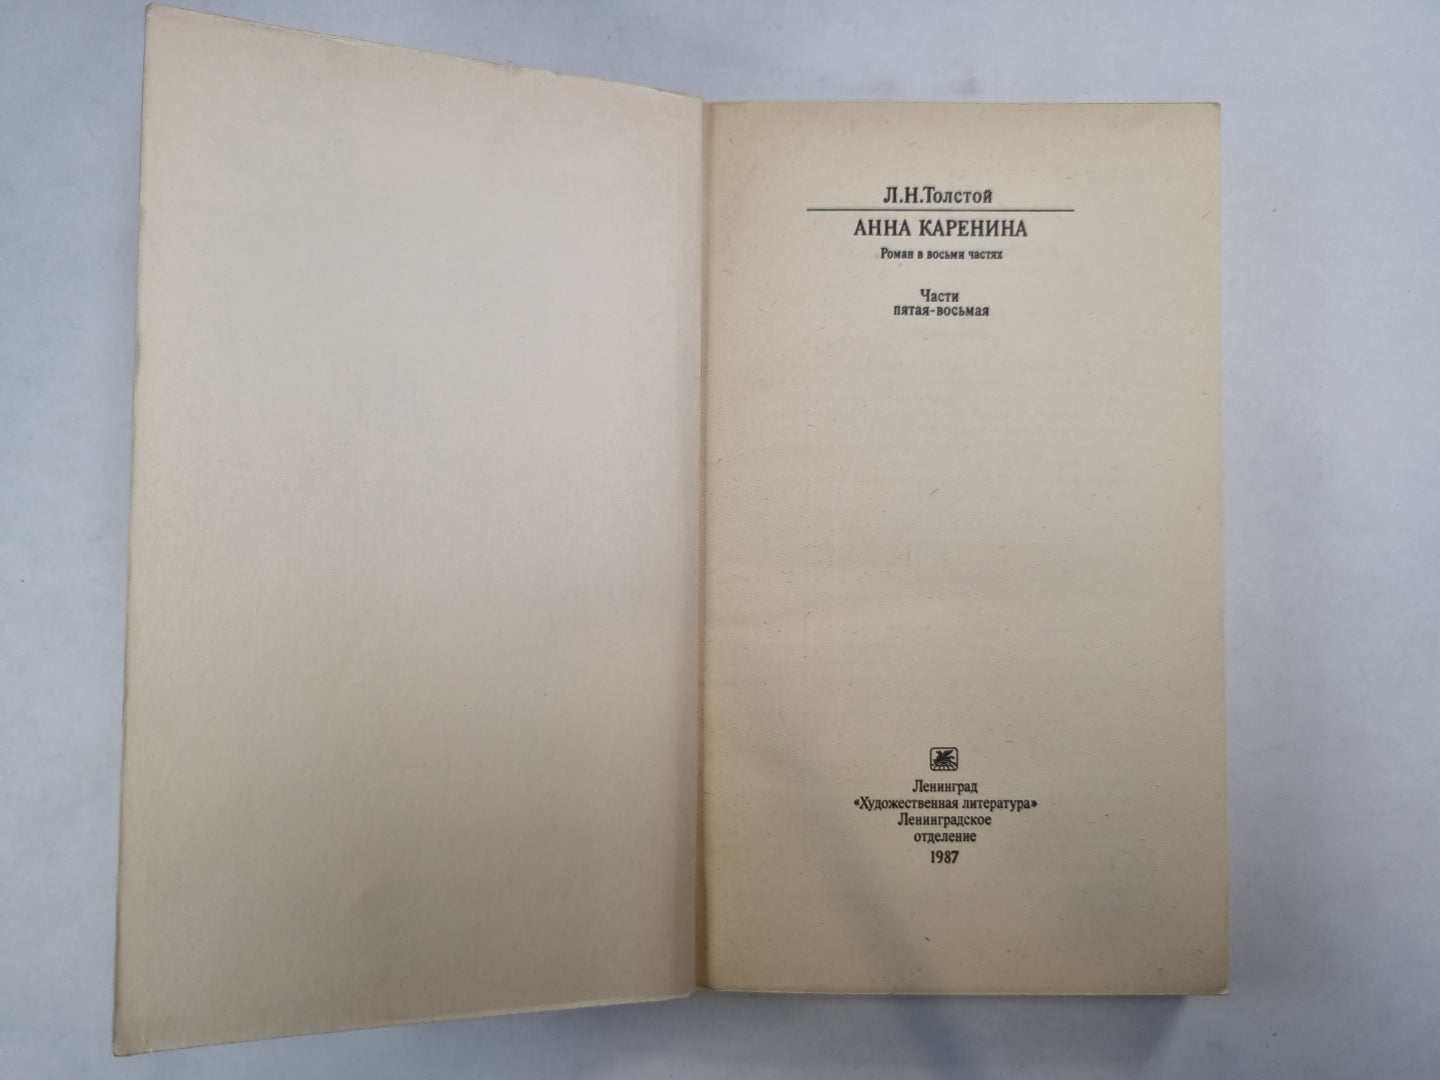 Л.Н.Толстой
АННА КАРЕНИНА
Роман в восьми частях
Части
пятая-восьмая
Ленинград
«Художественная литература»
Ленинградское
отделение
1987